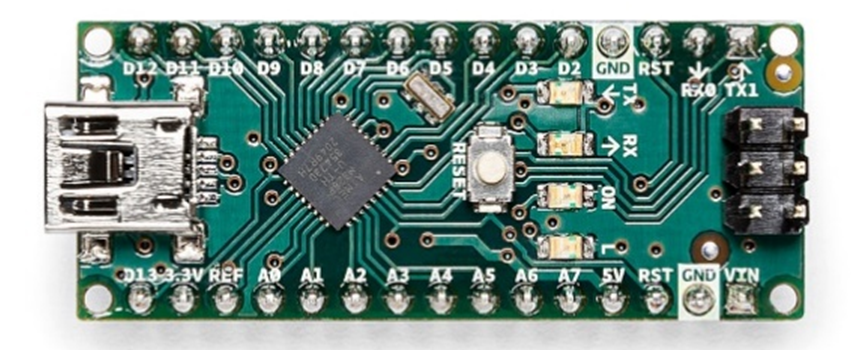 D12 D11 D10 D9 D8 D7 D6 D5 D4 D3 D2 GND RST RX0 TX1
TX
RX
RESET
ON
L
D13 3.3V REF A0 A1 A2 A3 A4 A5 A6 A7 5V RST GND VIN